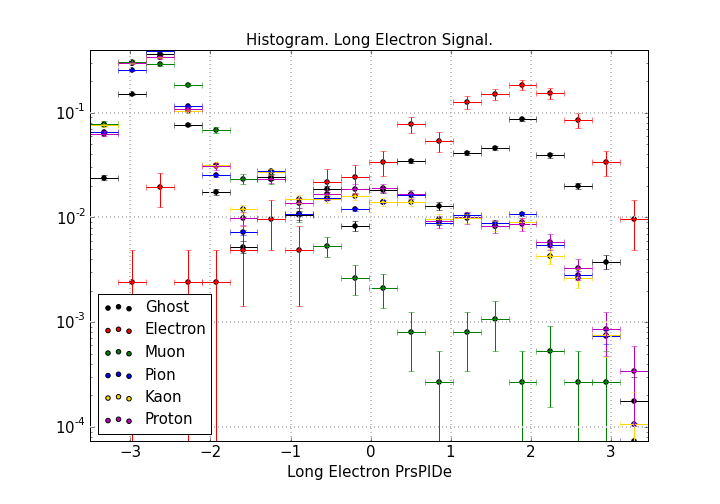 Histogram. Long Electron Signal.
10⁻¹
10⁻²
10⁻³
10⁻⁴
Ghost
Electron
Muon
Pion
Kaon
Proton
−3 −2 −1 0 1 2 3
Long Electron PrsPIDe